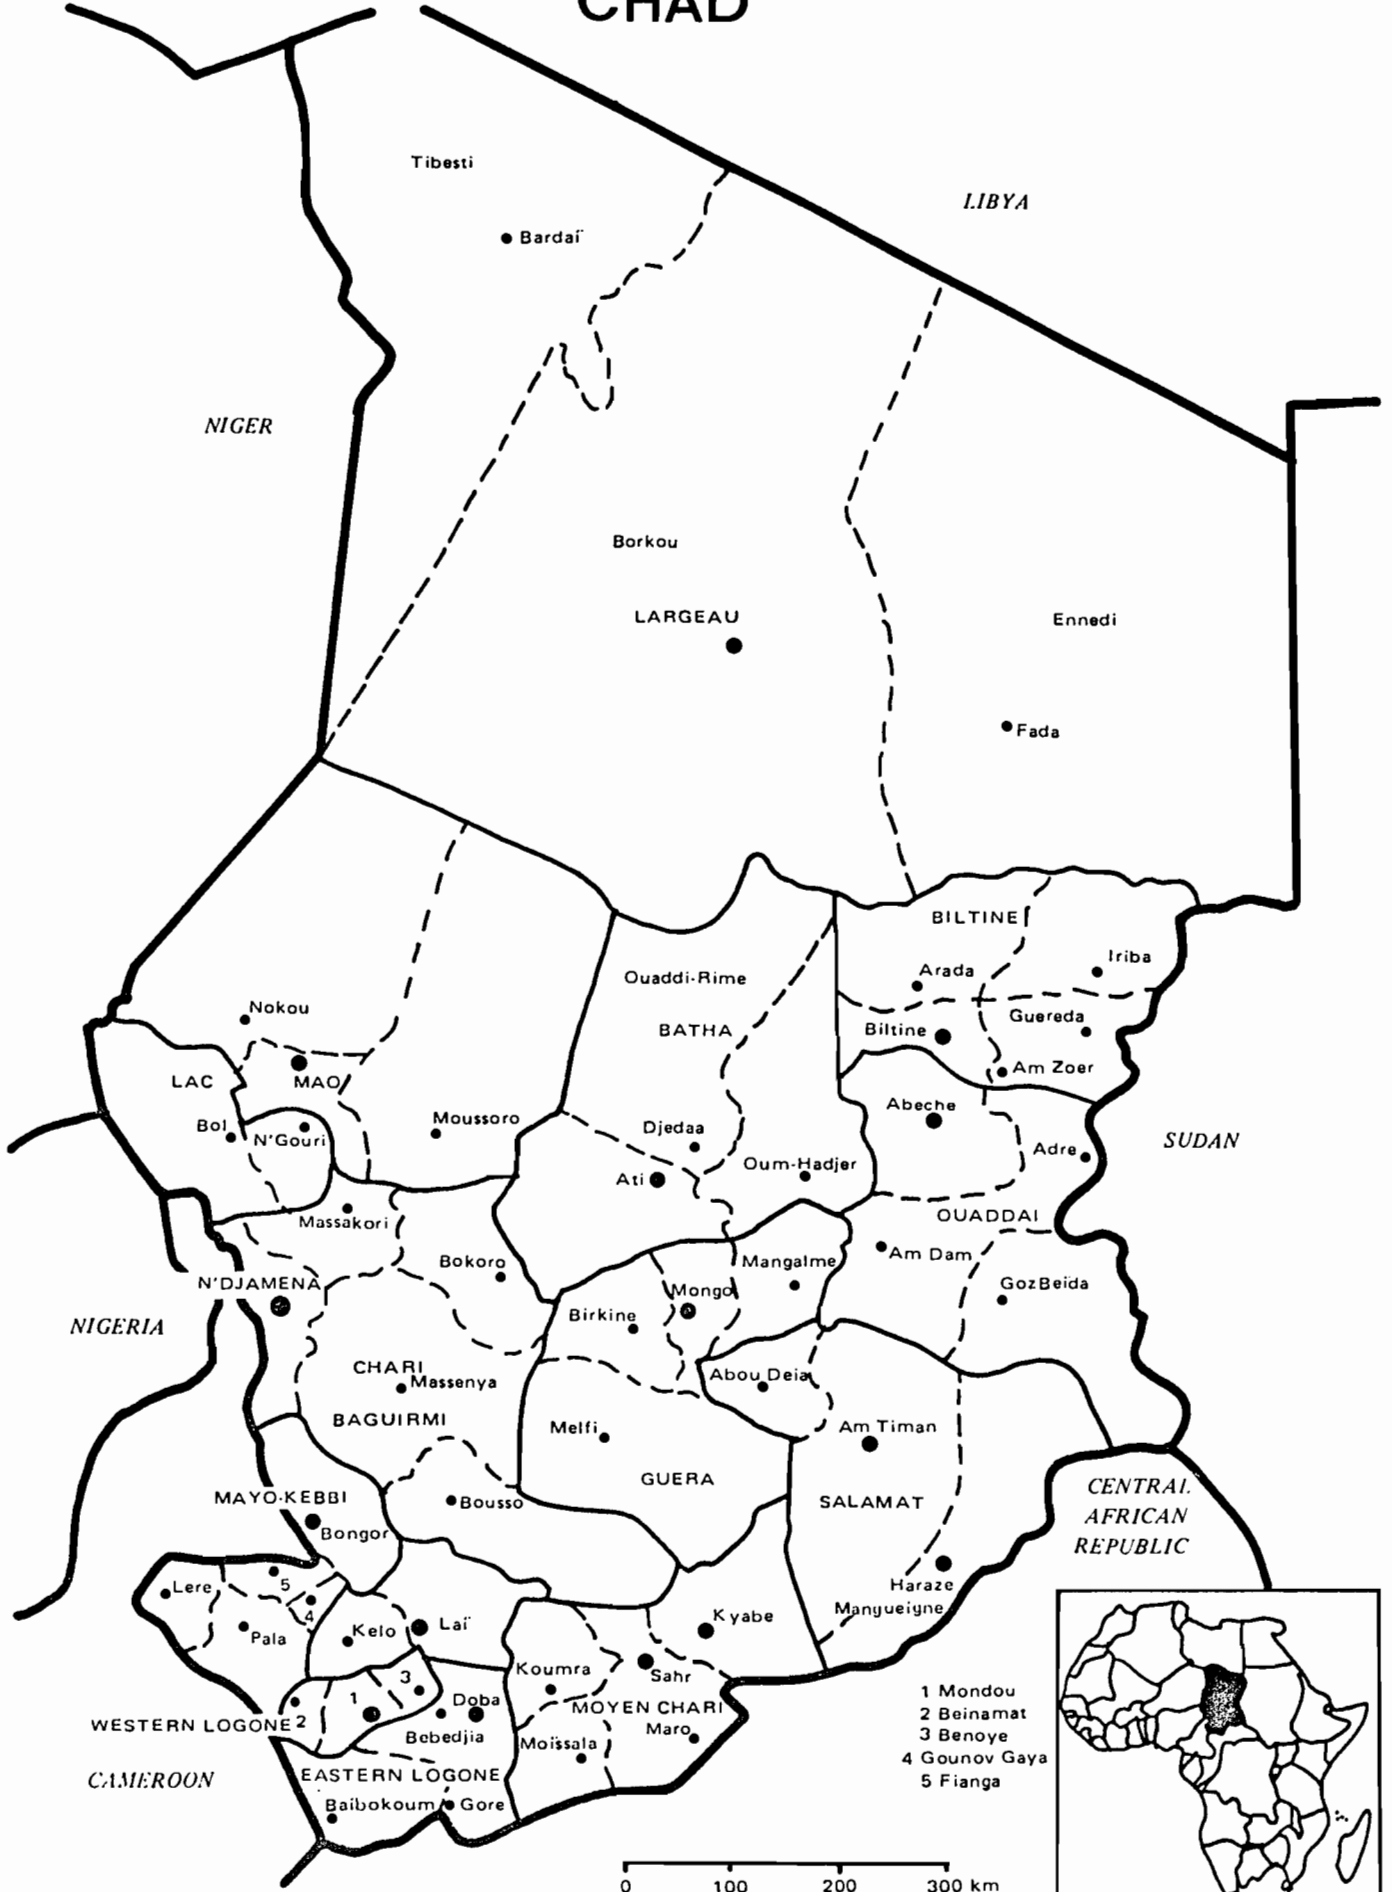 CHAD
Tibesti
LIBYA
Bardaï
NIGER
Borkou
LARGEAU
Ennedi
Fada
BILTINE
Ouaddi-Rime
Arada
Iriba
Nokou
BATHA
Biltine
Guereda
LAC
MAO
Am Zoer
Bol
N'Gouri
Moussoro
Djedaa
Abeche
SUDAN
Adre
Ati
Oum-Hadjer
Massakori
OUADDAI
Bokoro
Mangalme
Am Dam
N'DJAMENA
Mongo
GozBeïda
NIGERIA
Birkine
CHARI
Massenya
Abou Deia
BAGUIRMI
Melfi
Am Timan
GUERA
MAYO-KEBBI
Bousso
SALAMAT
CENTRAL
AFRICAN
REPUBLIC
Bongor
Lere
5
4
Haraze
Mangueigne
Pala
Kelo
Laï
Kyabe
Koumra
Sahr
3
1
Doba
MOYEN CHARI
WESTERN LOGONE
2
Maro
Bebedjia
Moïssala
CAMEROON
EASTERN LOGONE
Baïbokoum
Gore
1 Mondou
2 Beinamat
3 Benoye
4 Gounov Gaya
5 Fianga
0 100 200 300 km